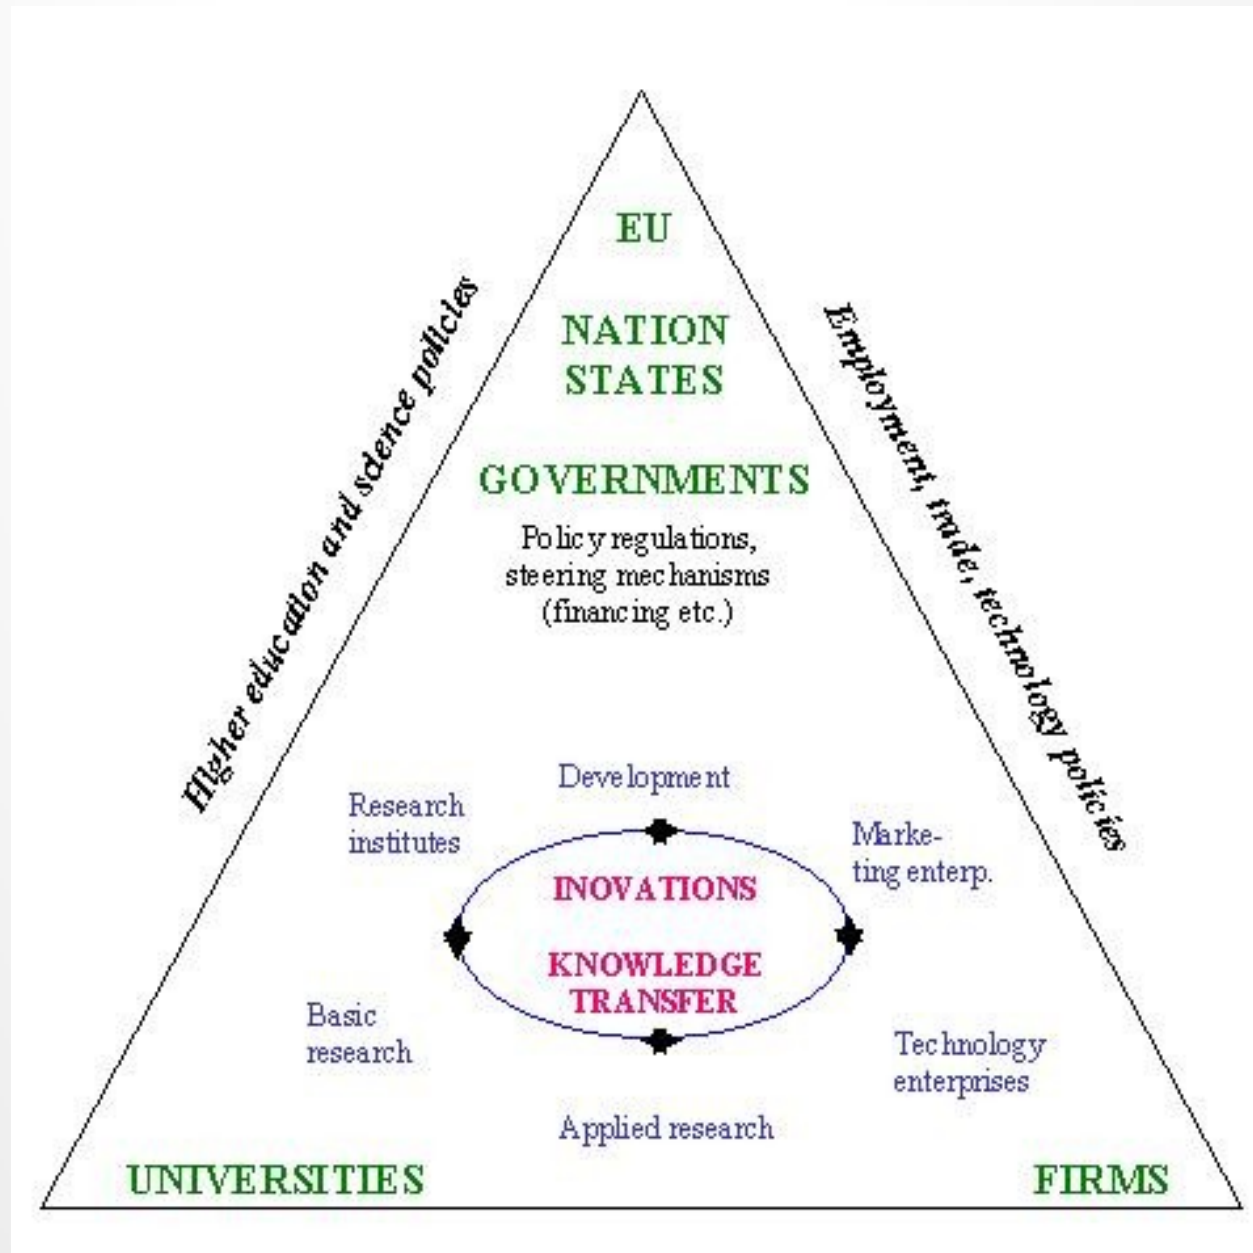 EU
NATION
STATES
GOVERNMENTS
Policy regulations,
steering mechanisms
(financing etc.)
Higher education and science policies
Employment, trade, technology policies
Development
Research
institutes
Marke-
ting enterp.
INOVATIONS
KNOWLEDGE
TRANSFER
Basic
research
Technology
enterprises
Applied research
UNIVERSITIES
FIRMS